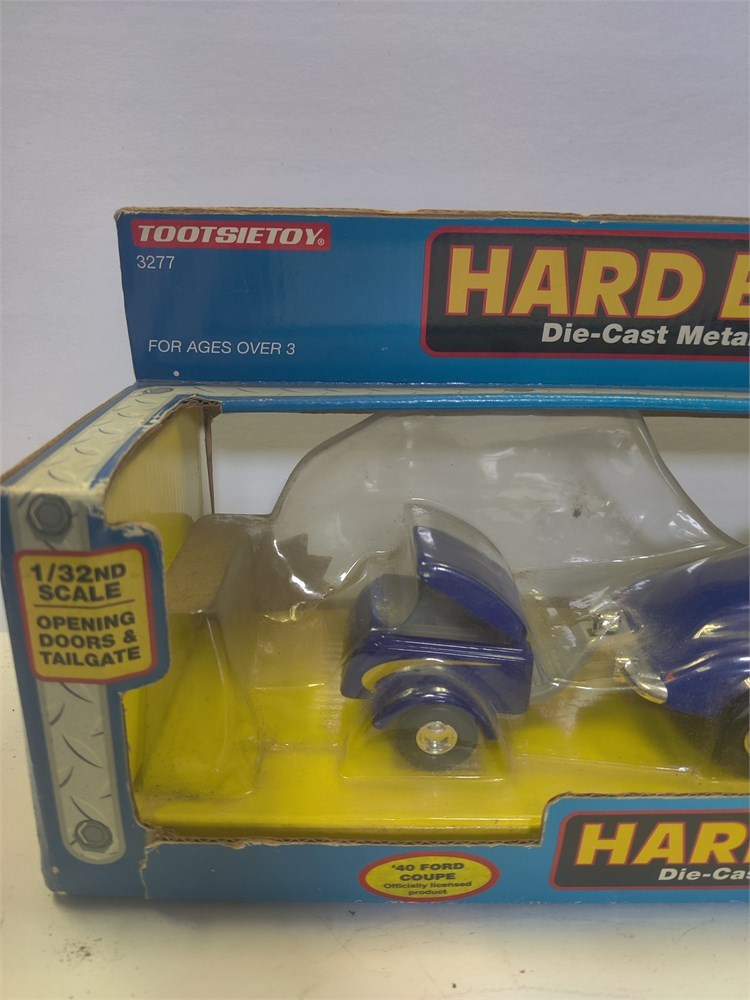 TOOTSIETOY®
3277
FOR AGES OVER 3
HARD
Die-Cast Metal
1/32ND
SCALE
OPENING
DOORS &
TAILGATE
HARD
Die-Cas
'40 FORD
COUPE
Officially licensed
product